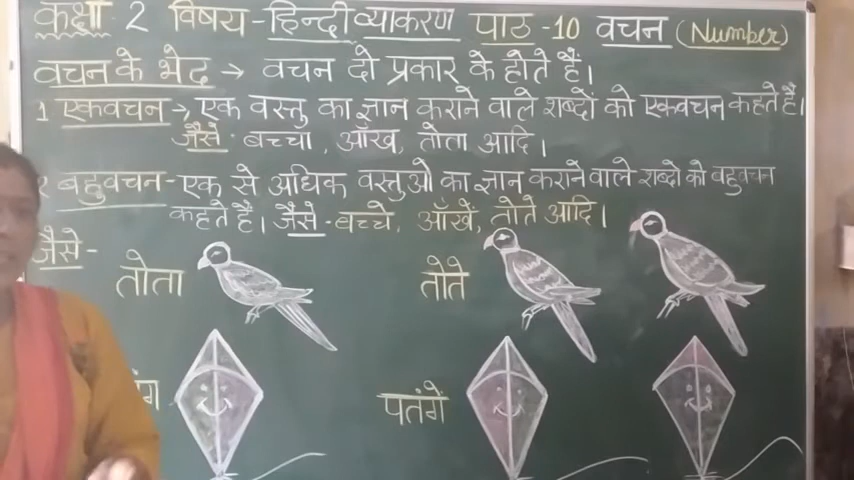 कक्षा 2 विषय-हिन्दी व्याकरण पाठ-10 वचन (Number)
वचन के भेद → वचन दो प्रकार के होते हैं।
1 एकवचन → एक वस्तु का ज्ञान कराने वाले शब्दों को एकवचन कहते हैं।
जैसे- बच्चा, आँख, तोता आदि।
बहुवचन-एक से अधिक वस्तुओ का ज्ञान कराने वाले शब्दो को बहुवचन
कहते हैं। जैसे-बच्चे, आँखें, तोते आदि।
जैसे-
तोता तोते
पतंगें